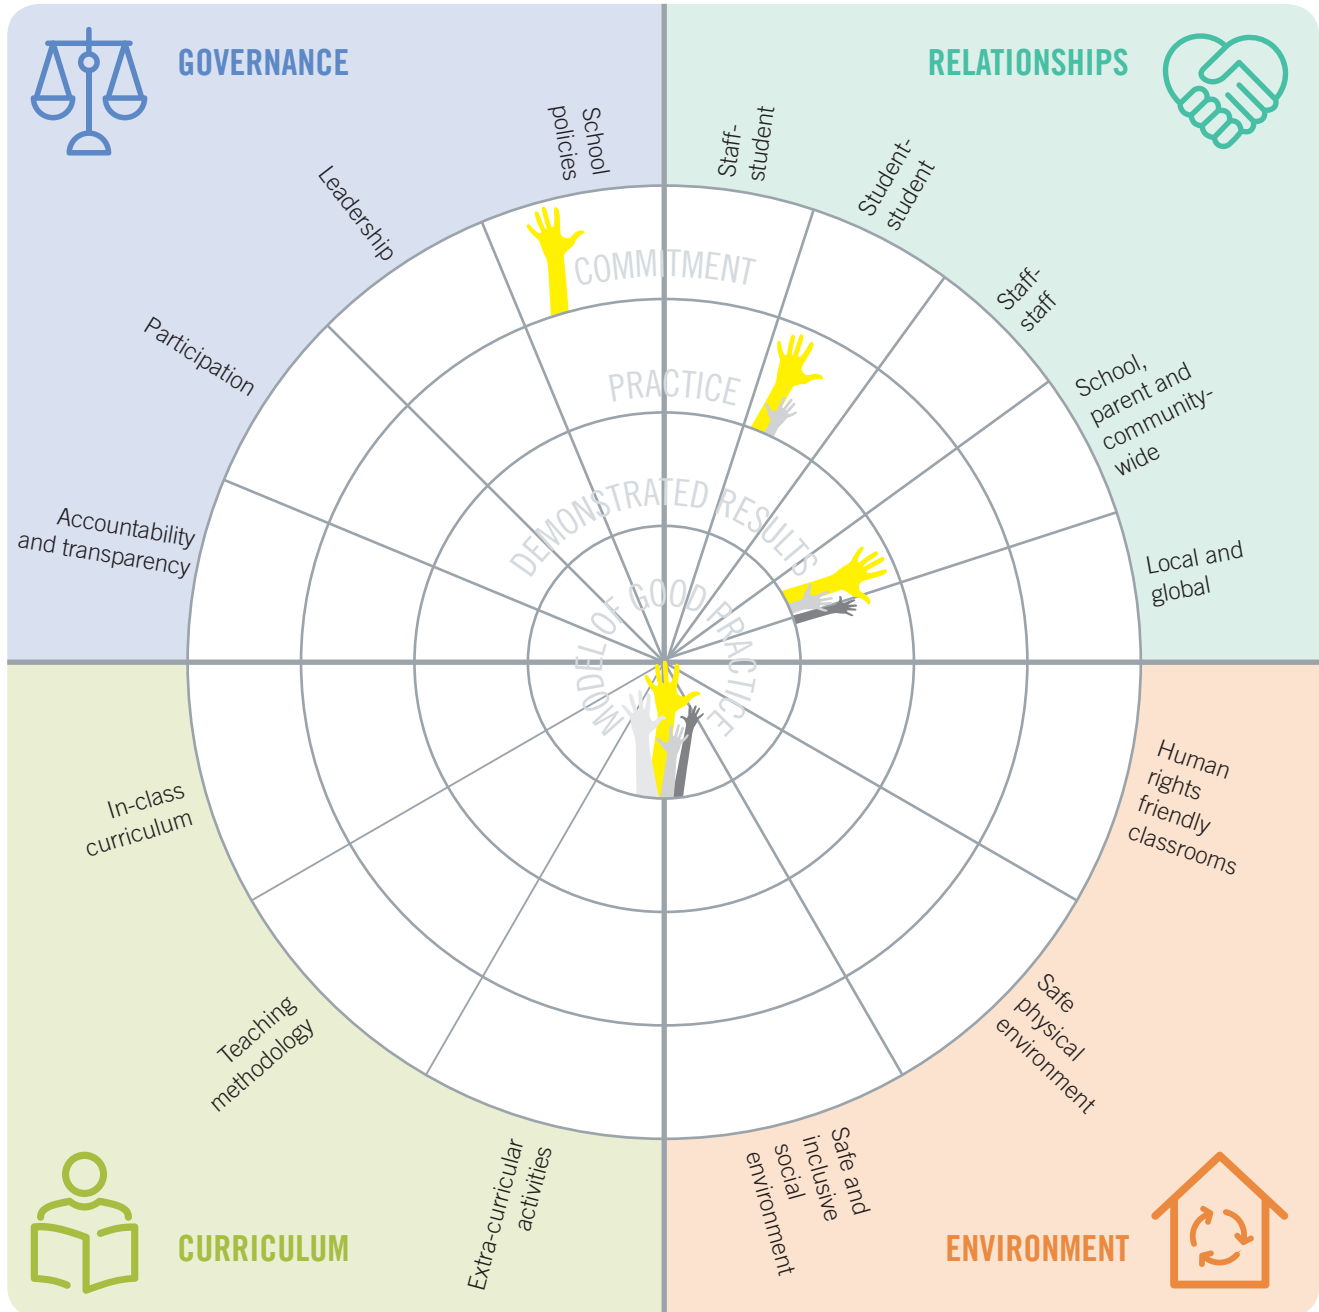 GOVERNANCE
RELATIONSHIPS
School
policies
Leadership
Participation
Accountability
and transparency
Staff-
student
Student-
student
Staff-
staff
School,
parent and
community-
wide
Local and
global
COMMITMENT
PRACTICE
DEMONSTRATED RESULTS
MODEL OF GOOD PRACTICE
In-class
curriculum
Teaching
methodology
Extra-curricular
activities
Human
rights
friendly
classrooms
Safe
physical
environment
Safe and
inclusive
social
environment
CURRICULUM
ENVIRONMENT